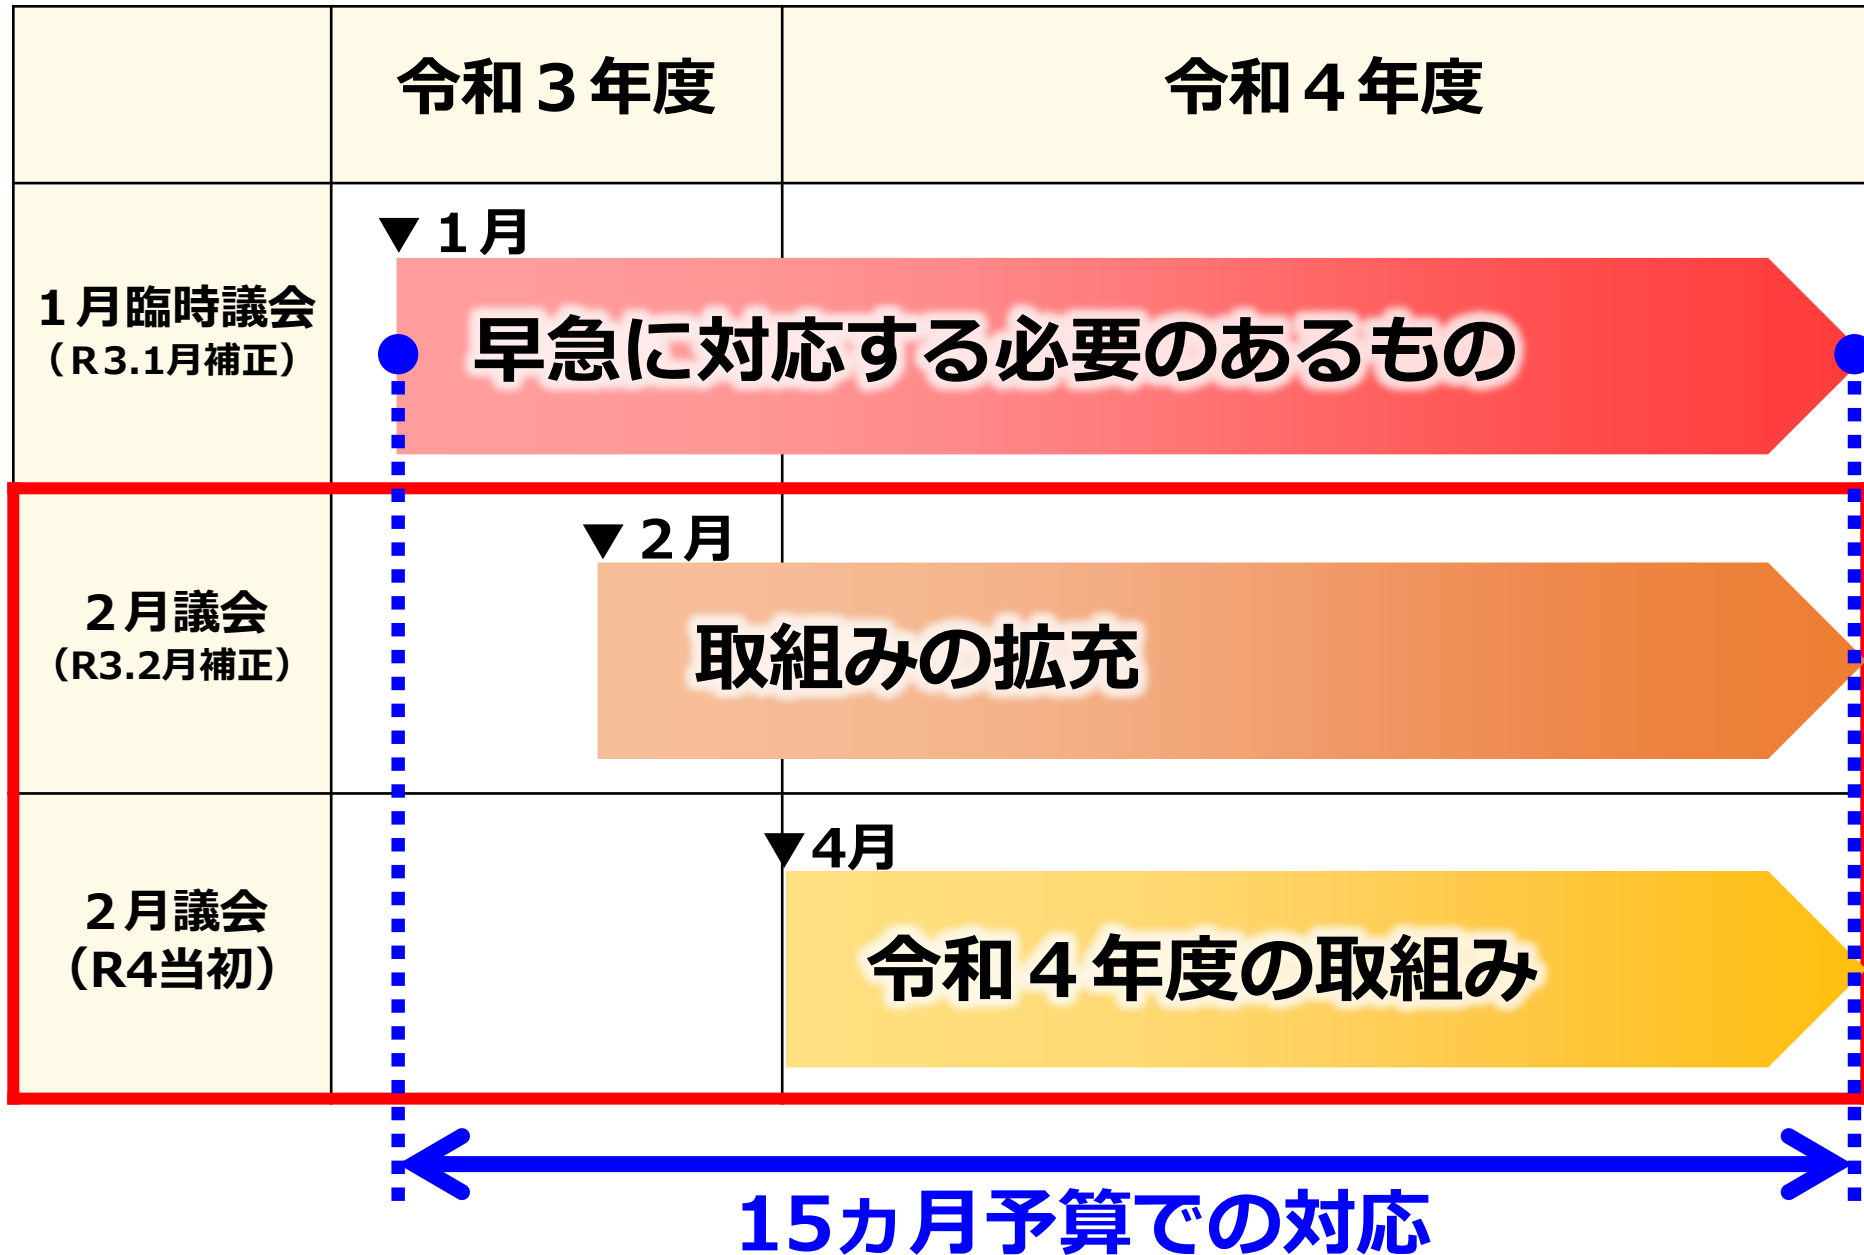 令和３年度
令和４年度
１月臨時議会
（Ｒ3.1月補正）
▼１月
早急に対応する必要のあるもの
２月議会
（R3.2月補正）
▼２月
取組みの拡充
２月議会
（R4当初）
▼4月
令和４年度の取組み
15ヵ月予算での対応